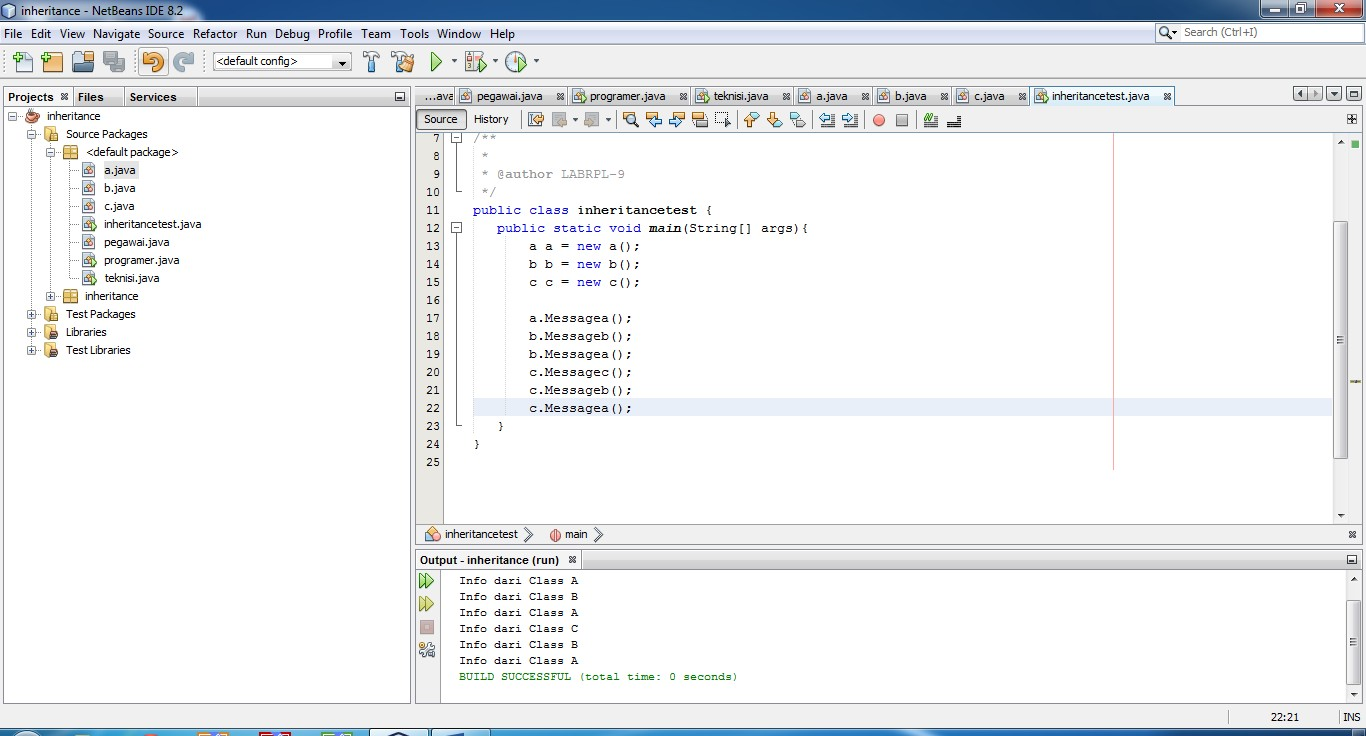 inheritance - NetBeans IDE 8.2
File Edit View Navigate Source Refactor Run Debug Profile Team Tools Window Help
Search (Ctrl+I)
<default config>
Projects Files Services
inheritance
Source Packages
<default package>
a.java
b.java
c.java
inheritancetest.java
pegawai.java
programer.java
teknisi.java
inheritance
Test Packages
Libraries
Test Libraries
...ava pegawai.java programer.java teknisi.java a.java b.java c.java inheritancetest.java
Source History
7 /**
8 *
9 * @author LABRPL-9
10 */
11 public class inheritancetest {
12 public static void main(String[] args){
13 a a = new a();
14 b b = new b();
15 c c = new c();
16
17 a.Messagea();
18 b.Messageb();
19 b.Messagea();
20 c.Messagec();
21 c.Messageb();
22 c.Messagea();
23 }
24 }
25
inheritancetest main
Output - inheritance (run)
Info dari Class A
Info dari Class B
Info dari Class A
Info dari Class C
Info dari Class B
Info dari Class A
BUILD SUCCESSFUL (total time: 0 seconds)
22:21 INS